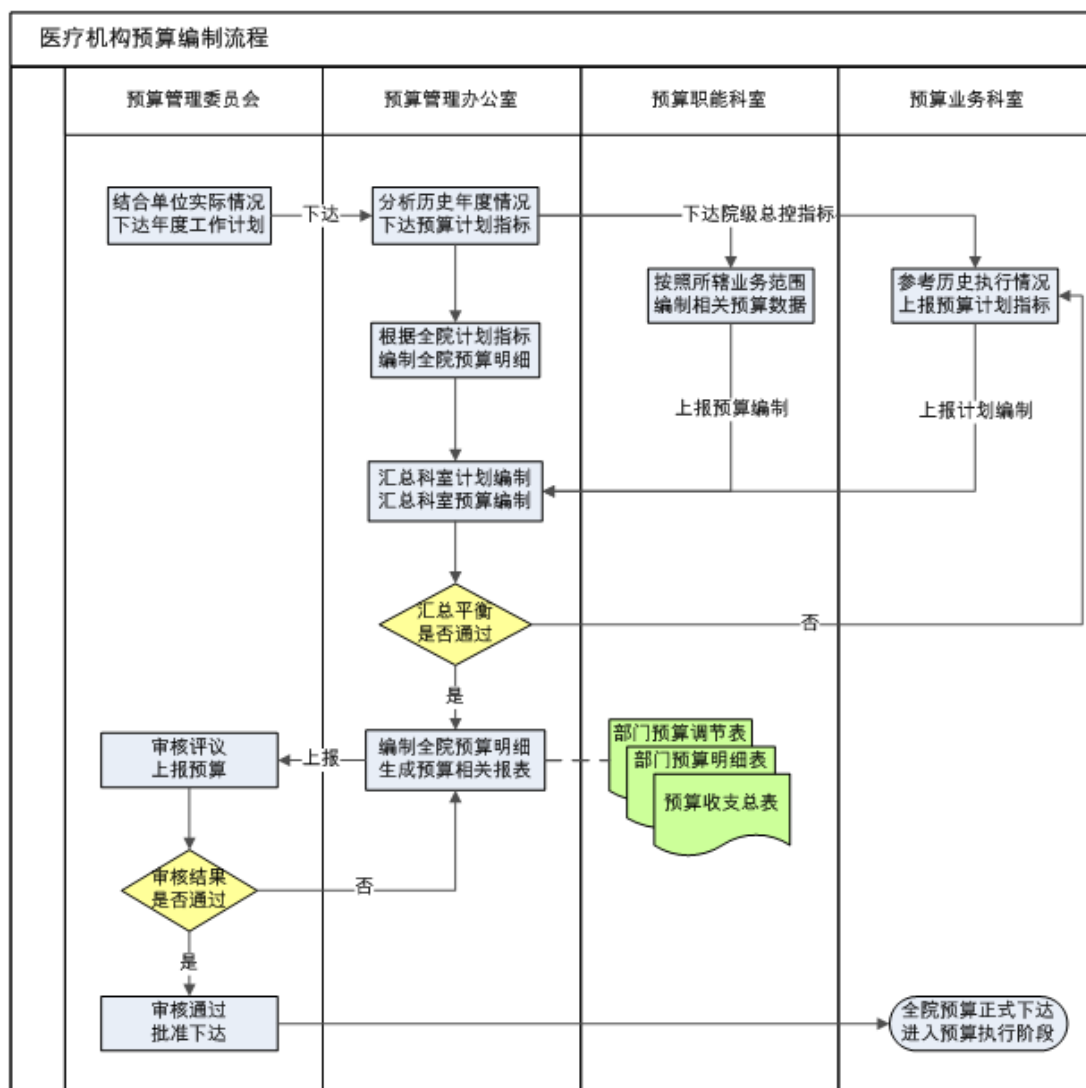 医疗机构预算编制流程
预算管理委员会
预算管理办公室
预算职能科室
预算业务科室
结合单位实际情况
下达年度工作计划
下达
分析历史年度情况
下达预算计划指标
下达院级总控指标
按照所辖业务范围
编制相关预算数据
参考历史执行情况
上报预算计划指标
根据全院计划指标
编制全院预算明细
上报预算编制
上报计划编制
汇总科室计划编制
汇总科室预算编制
汇总平衡
是否通过
否
是
审核评议
上报预算
上报
编制全院预算明细
生成预算相关报表
部门预算调节表
部门预算明细表
预算收支总表
审核结果
是否通过
否
是
审核通过
批准下达
全院预算正式下达
进入预算执行阶段